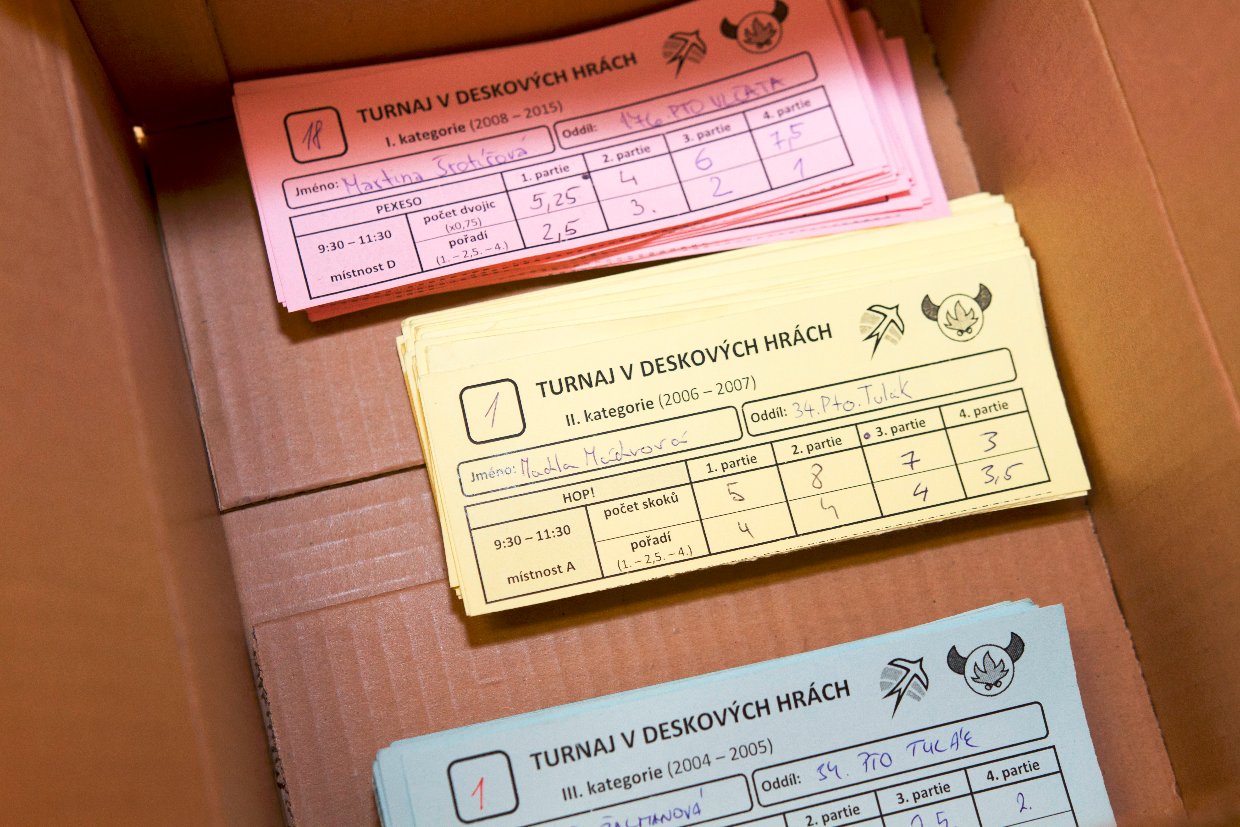 18
TURNAJ V DESKOVÝCH HRÁCH
I. kategorie (2008 – 2015)
Jméno: Martina Šrotířová Oddíl: 176. PTO VLČATA
PEXESO 1. partie 2. partie 3. partie 4. partie
9:30 – 11:30 počet dvojic (x0,75) 5,25 4 6 7,5
místnost D pořadí (1. – 2,5. – 4.) 2,5 3. 2 1
1
TURNAJ V DESKOVÝCH HRÁCH
II. kategorie (2006 – 2007)
Jméno: Oddíl: 34. Pto. Tulák
HOP! 1. partie 2. partie 3. partie 4. partie
9:30 – 11:30 počet skoků 5 8 7 3
místnost A pořadí (1. – 2,5. – 4.) 4 4 4 3,5
1
TURNAJ V DESKOVÝCH HRÁCH
III. kategorie (2004 – 2005)
Oddíl: 34. PTO TULÁK
2. partie 3. partie 4. partie
2.